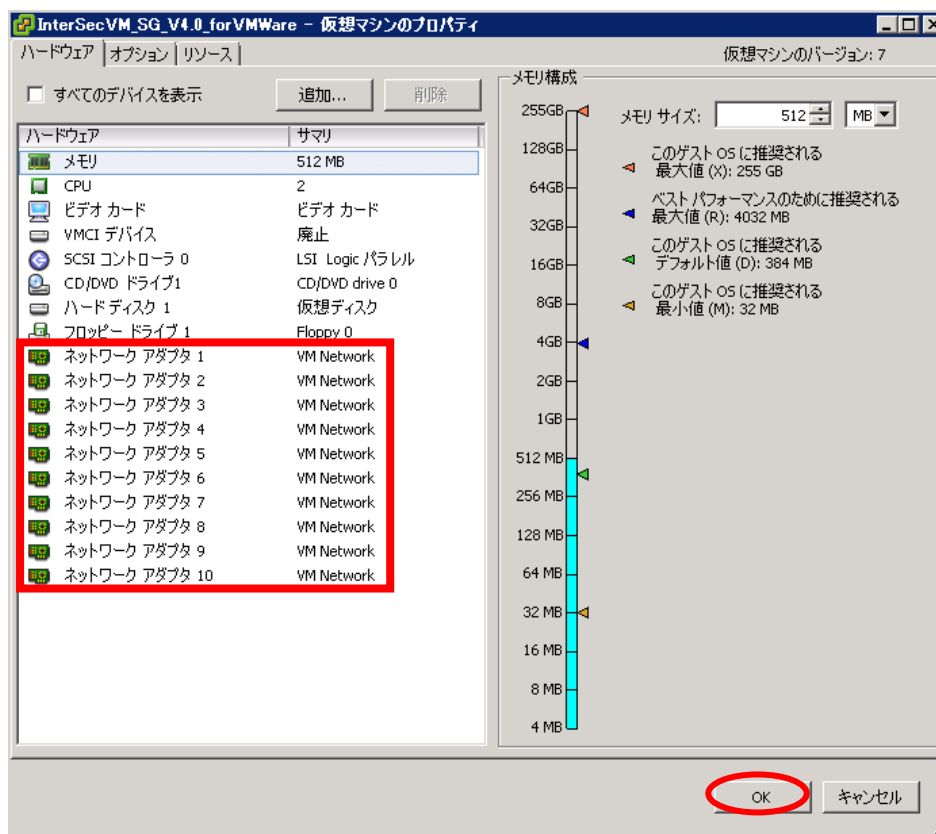 InterSecVM_SG_V4.0_forVMWare - 仮想マシンのプロパティ
ハードウェア オプション リソース
仮想マシンのバージョン: 7
すべてのデバイスを表示 追加... 削除
ハードウェア サマリ
メモリ 512 MB
CPU 2
ビデオ カード ビデオ カード
VMCI デバイス 廃止
SCSI コントローラ 0 LSI Logic パラレル
CD/DVD ドライブ1 CD/DVD drive 0
ハード ディスク 1 仮想ディスク
フロッピー ドライブ 1 Floppy 0
ネットワーク アダプタ 1 VM Network
ネットワーク アダプタ 2 VM Network
ネットワーク アダプタ 3 VM Network
ネットワーク アダプタ 4 VM Network
ネットワーク アダプタ 5 VM Network
ネットワーク アダプタ 6 VM Network
ネットワーク アダプタ 7 VM Network
ネットワーク アダプタ 8 VM Network
ネットワーク アダプタ 9 VM Network
ネットワーク アダプタ 10 VM Network
メモリ構成
255GB
128GB
64GB
32GB
16GB
8GB
4GB
2GB
1GB
512 MB
256 MB
128 MB
64 MB
32 MB
16 MB
8 MB
4 MB
メモリ サイズ: 512 MB
このゲスト OS に推奨される
最大値 (X): 255 GB
ベスト パフォーマンスのために推奨される
最大値 (R): 4032 MB
このゲスト OS に推奨される
デフォルト値 (D): 384 MB
このゲスト OS に推奨される
最小値 (M): 32 MB
OK キャンセル